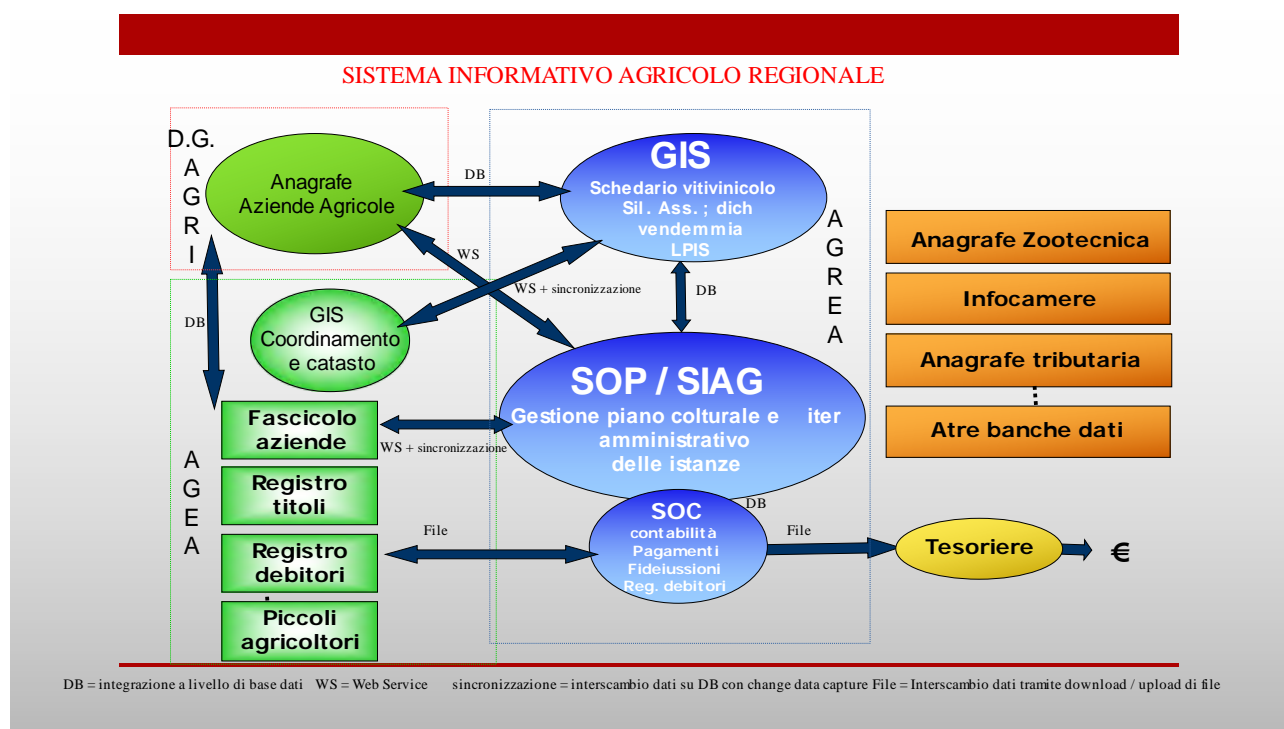 SISTEMA INFORMATIVO AGRICOLO REGIONALE
D.G.
A
G
R
I
Anagrafe
Aziende Agricole
DB
GIS
Schedario vitivinicolo
Sil. Ass. ; dich
vendemmia
LPIS
A
G
R
E
A
WS
WS + sincronizzazione
DB
DB
GIS
Coordinamento
e catasto
SOP / SIAG
Gestione piano colturale e iter
amministrativo
delle istanze
Fascicolo
aziende
WS + sincronizzazione
A
G
E
A
Registro
titoli
Registro
debitori
Piccoli
agricoltori
File
SOC
contabilità
Pagamenti
Fideiussioni
Reg. debitori
DB
File
Tesoriere
€
Anagrafe Zootecnica
Infocamere
Anagrafe tributaria
Atre banche dati
DB = integrazione a livello di base dati WS = Web Service sincronizzazione = interscambio dati su DB con change data capture File = Interscambio dati tramite download / upload di file